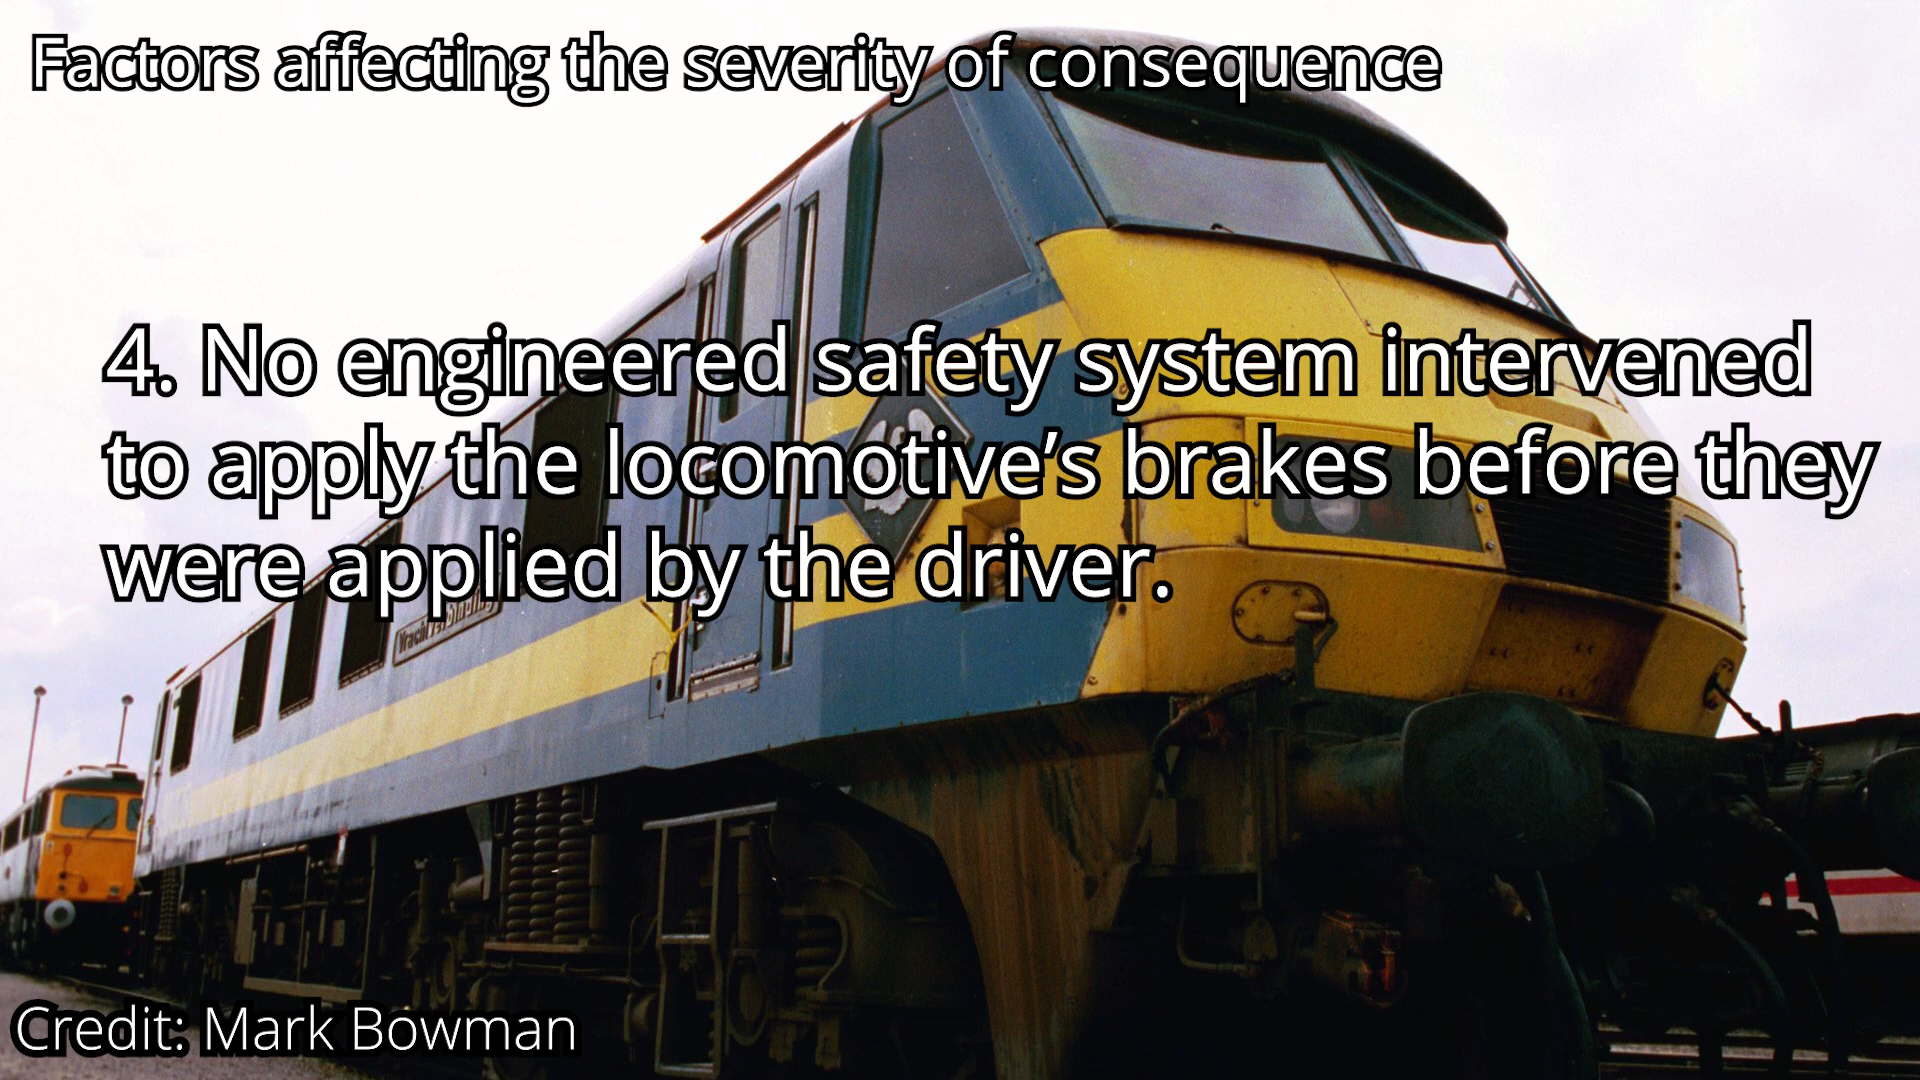 Factors affecting the severity of consequence
4. No engineered safety system intervened
to apply the locomotive’s brakes before they
were applied by the driver.
Vrachtverbinding
Credit: Mark Bowman